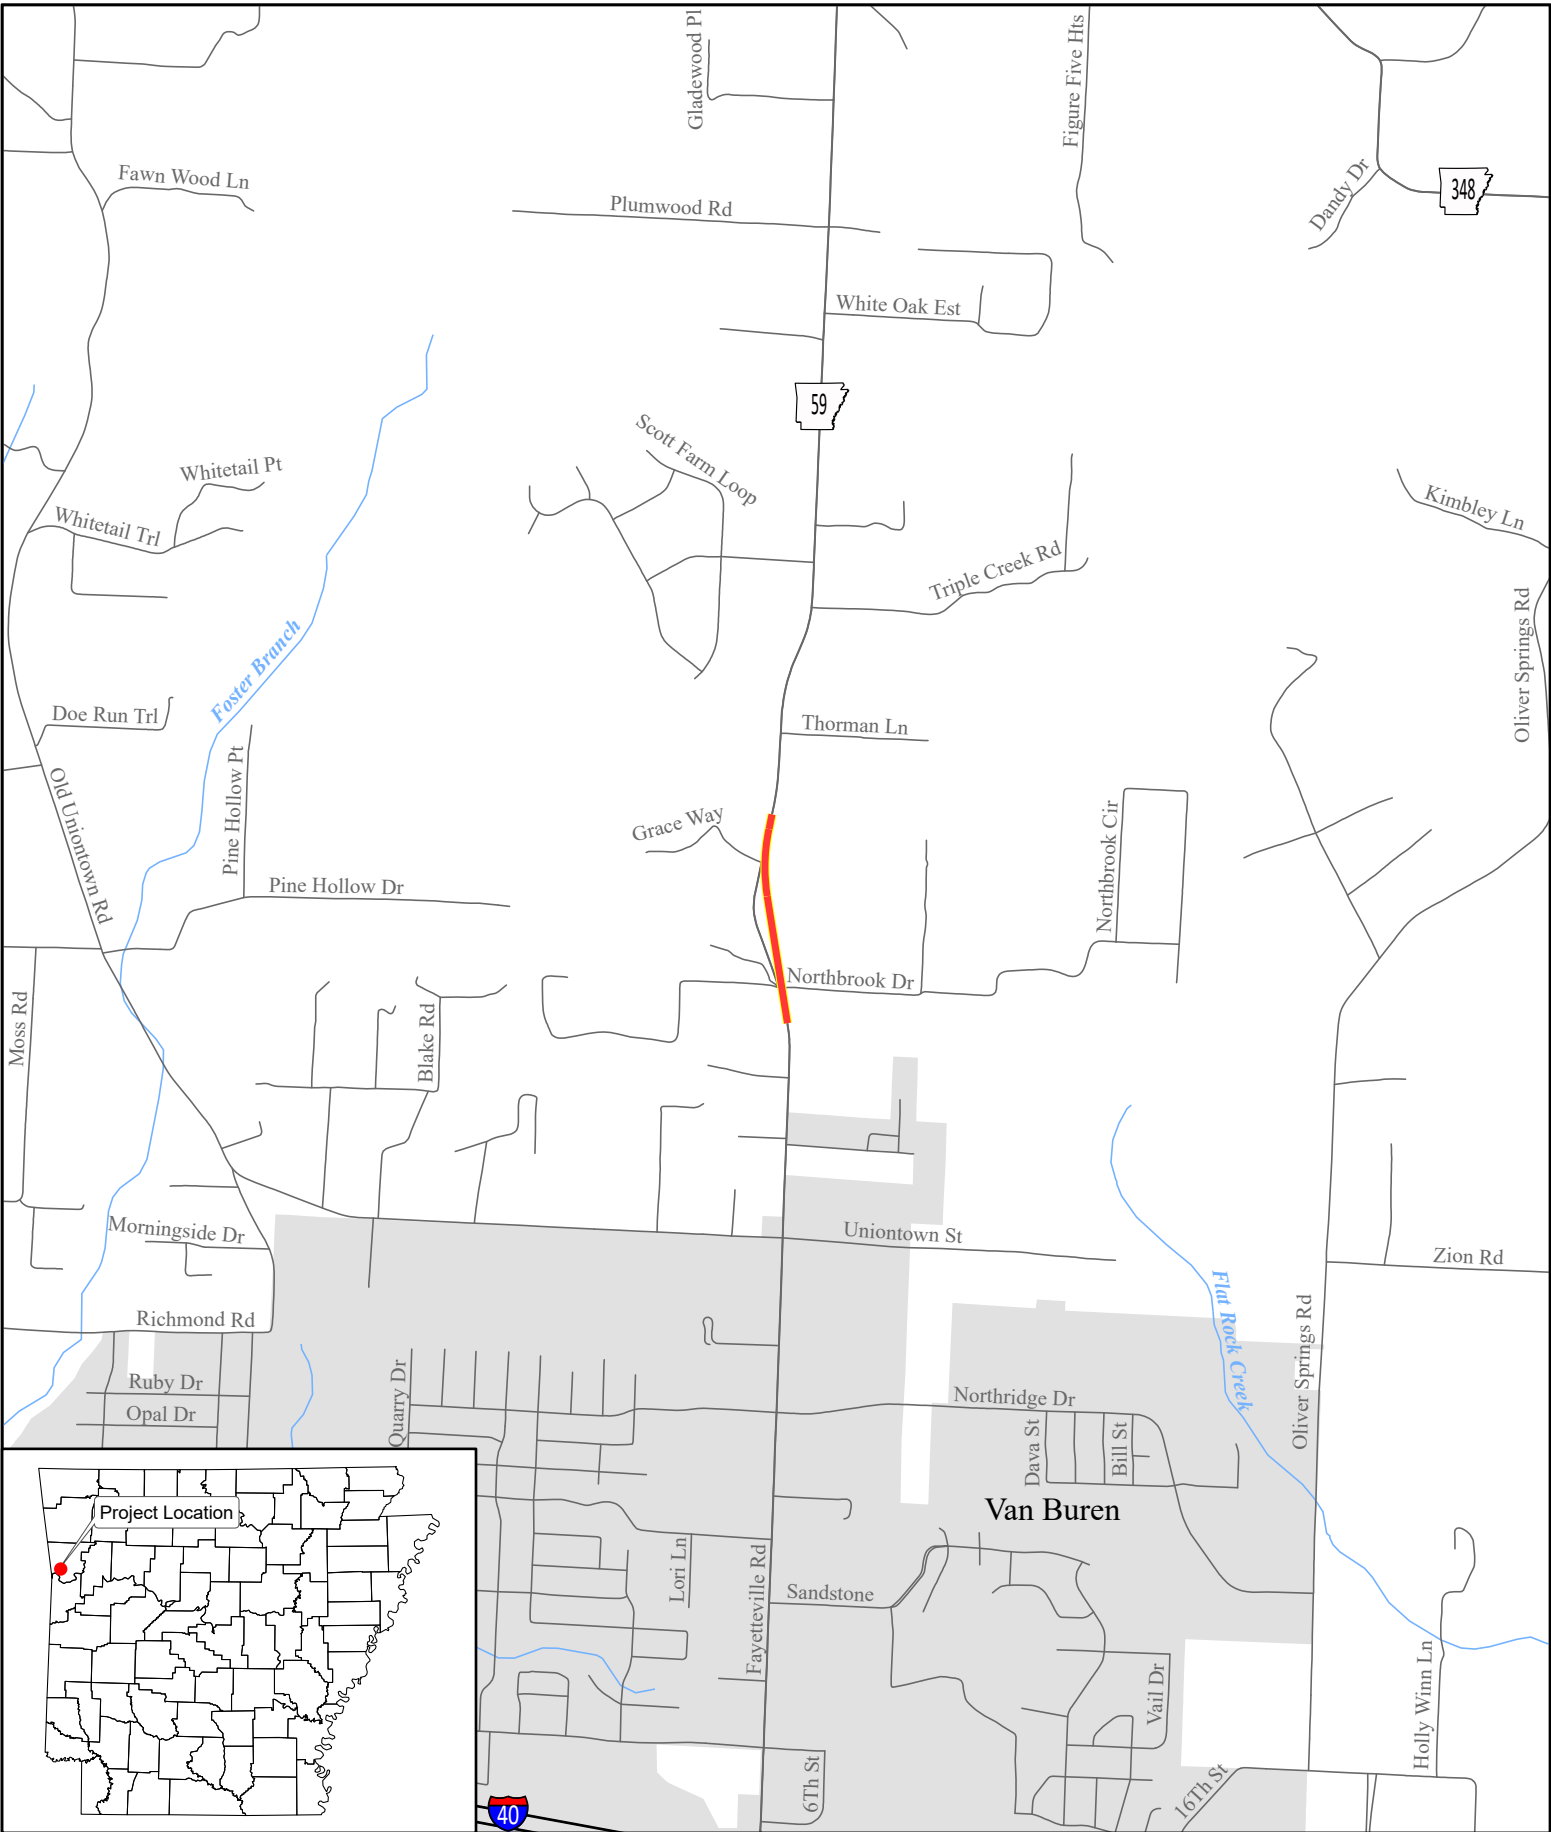 Gladewood Pl
Figure Five Hts
Fawn Wood Ln
Dandy Dr
348
Plumwood Rd
White Oak Est
59
Scott Farm Loop
Whitetail Pt
Kimbley Ln
Whitetail Trl
Triple Creek Rd
Oliver Springs Rd
Foster Branch
Doe Run Trl
Thorman Ln
Old Uniontown Rd
Pine Hollow Pt
Grace Way
Northbrook Cir
Pine Hollow Dr
Northbrook Dr
Moss Rd
Blake Rd
Morningside Dr
Uniontown St
Zion Rd
Flat Rock Creek
Richmond Rd
Oliver Springs Rd
Ruby Dr
Quarry Dr
Northridge Dr
Opal Dr
Dava St
Bill St
Van Buren
Project Location
Lori Ln
Fayetteville Rd
Sandstone
Vail Dr
Holly Winn Ln
6Th St
16Th St
40